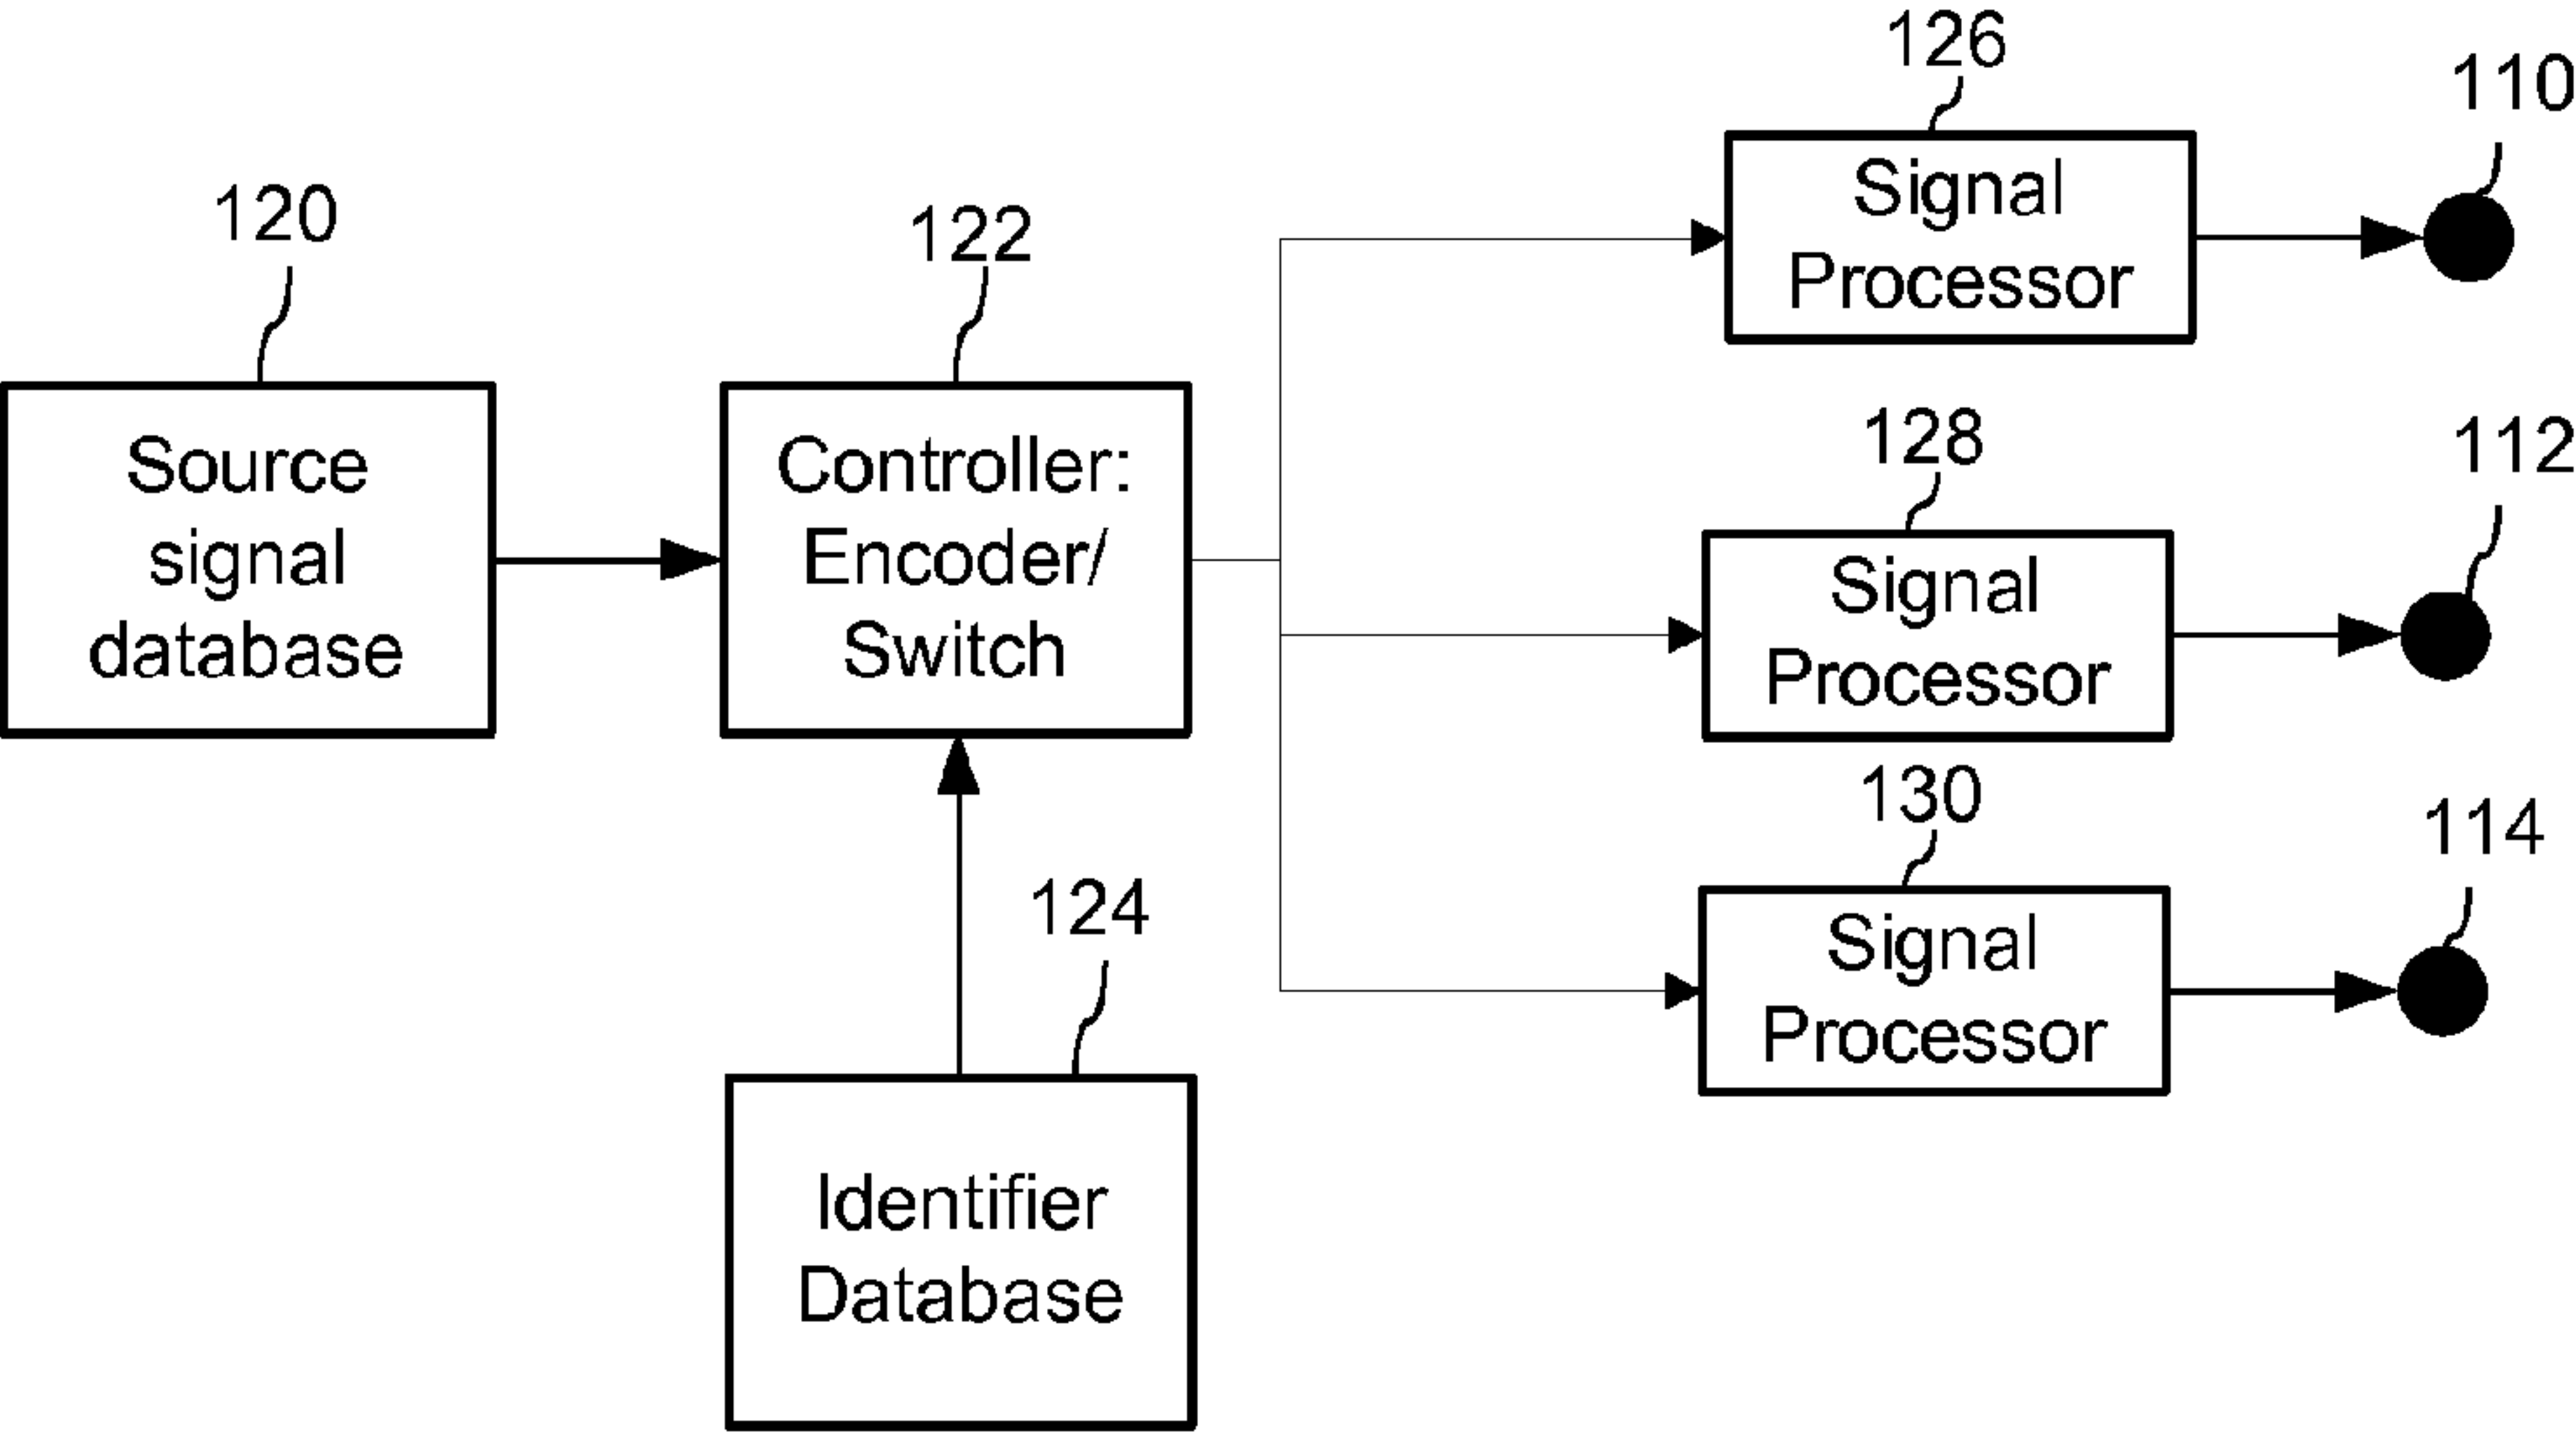 126
110
Signal
Processor
120
122
128
112
Source
signal
database
Controller:
Encoder/
Switch
Signal
Processor
130
114
124
Signal
Processor
Identifier
Database